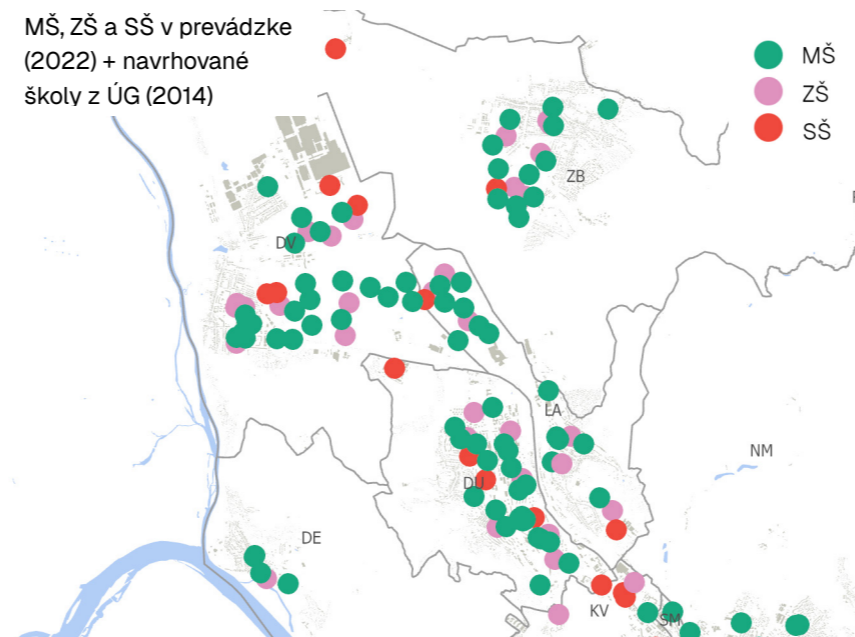 MŠ, ZŠ a SŠ v prevádzke
(2022) + navrhované
školy z ÚG (2014)
MŠ
ZŠ
SŠ
ZB
DV
LA
NM
DÚ
DE
KV
SM